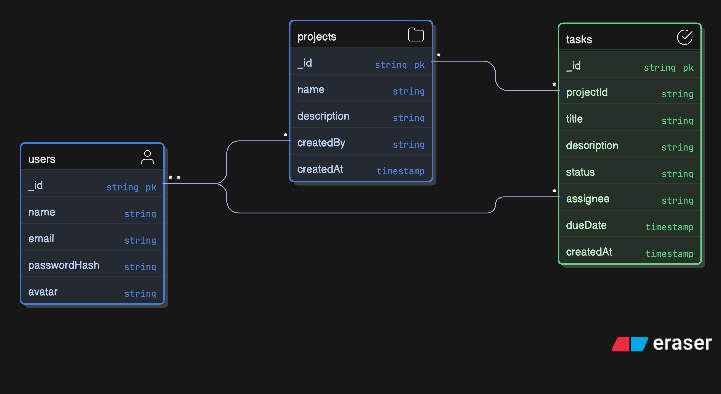 users
_id string pk
name string
email string
passwordHash string
avatar string
projects
_id string pk
name string
description string
createdBy string
createdAt timestamp
tasks
_id string pk
projectId string
title string
description string
status string
assignee string
dueDate timestamp
createdAt timestamp
eraser